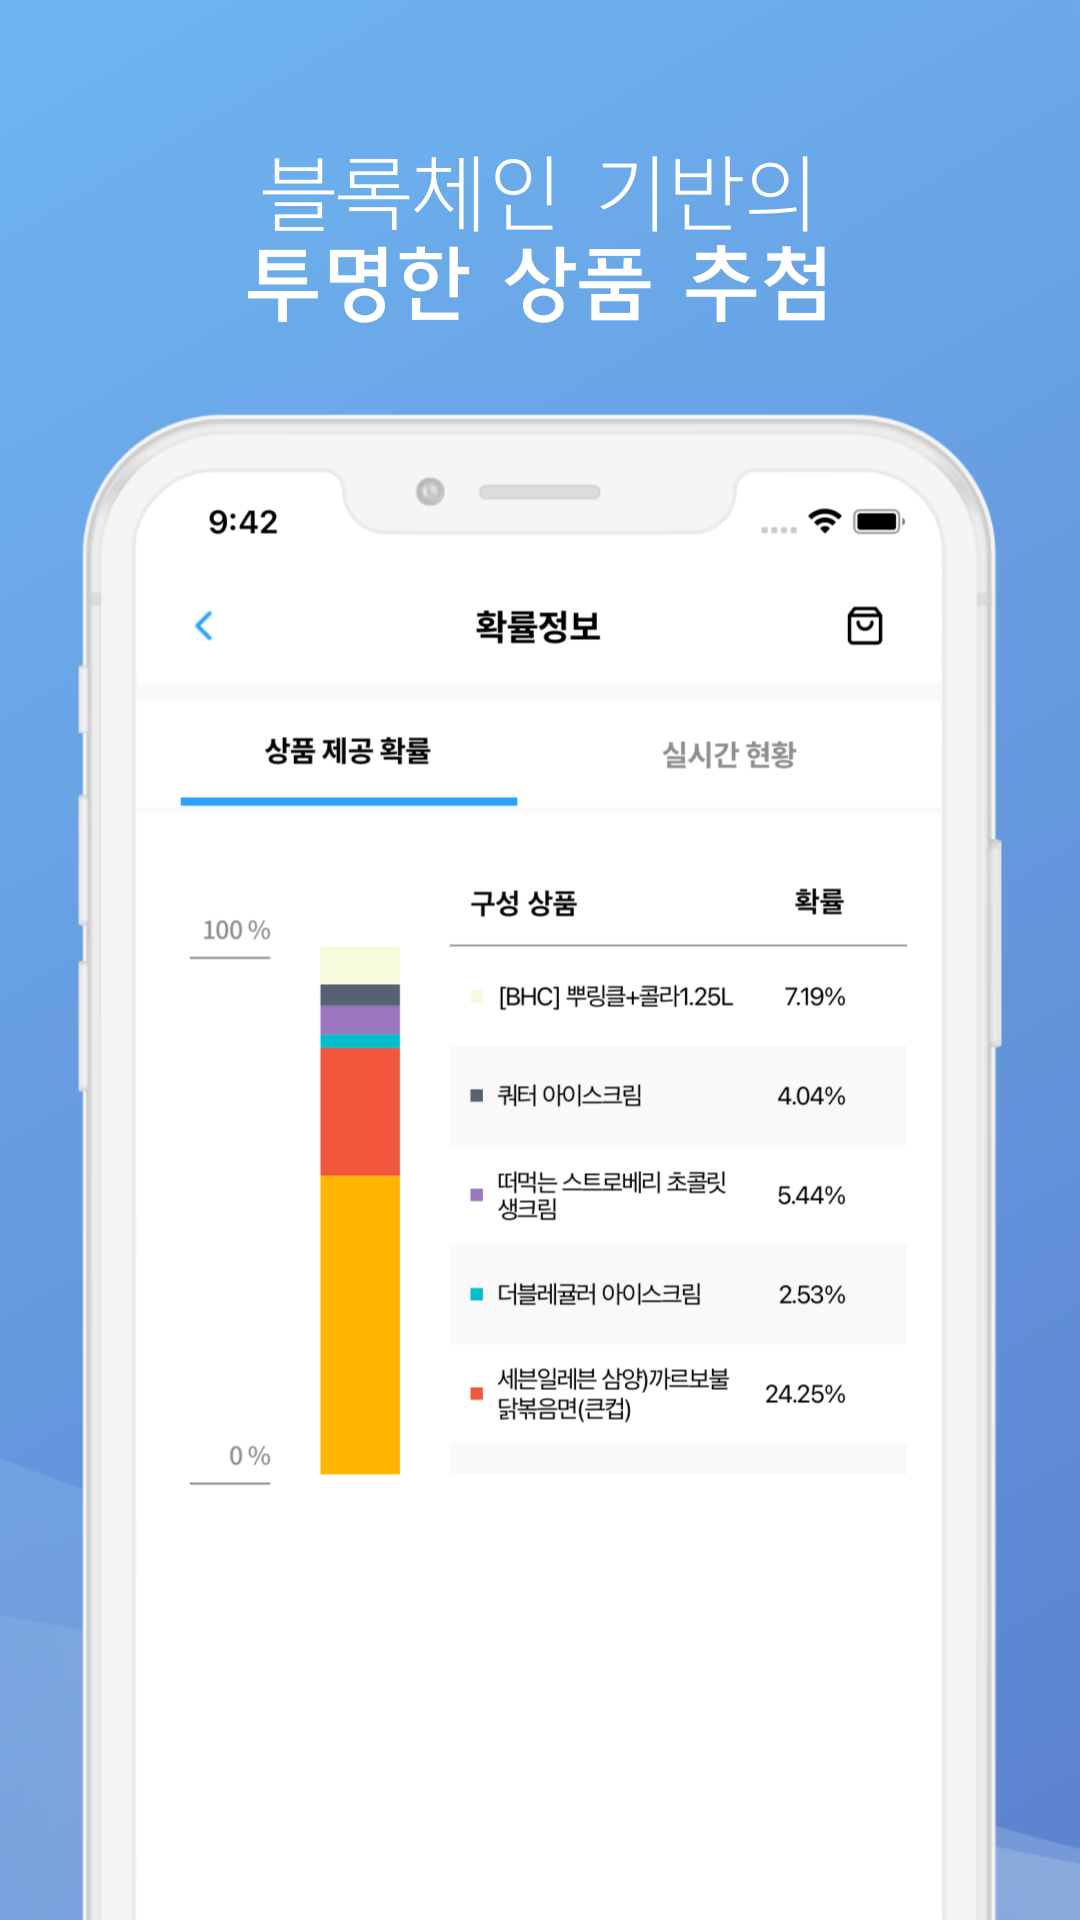 블록체인 기반의
투명한 상품 추첨
9:42
확률정보
상품 제공 확률
실시간 현황
구성 상품
확률
100 %
[BHC] 뿌링클+콜라1.25L
7.19%
쿼터 아이스크림
4.04%
떠먹는 스트로베리 초콜릿
생크림
5.44%
더블레귤러 아이스크림
2.53%
세븐일레븐 삼양)까르보불
닭볶음면(큰컵)
24.25%
0 %